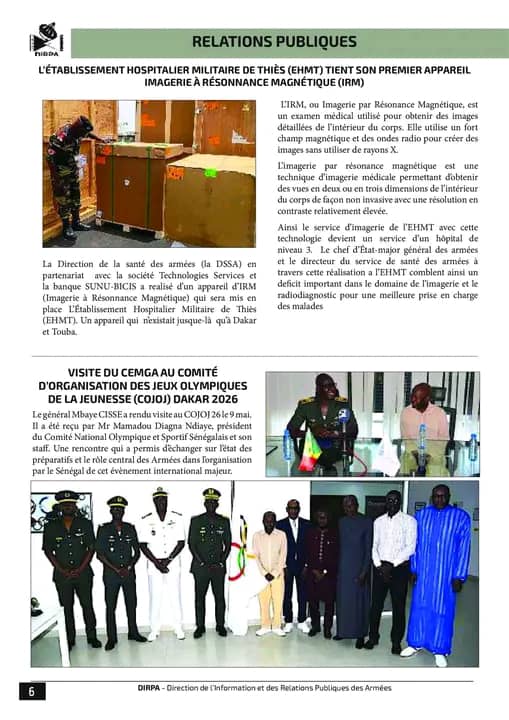 DIRPA
RELATIONS PUBLIQUES
L'ÉTABLISSEMENT HOSPITALIER MILITAIRE DE THIÈS (EHMT) TIENT SON PREMIER APPAREIL
IMAGERIE À RÉSONNANCE MAGNÉTIQUE (IRM)
La Direction de la santé des armées (la DSSA) en
partenariat avec la société Technologies Services et
la banque SUNU-BICIS a réalisé d'un appareil d'IRM
(Imagerie à Résonnance Magnétique) qui sera mis en
place L'Établissement Hospitalier Militaire de Thiès
(EHMT). Un appareil qui n'existait jusque-là qu'à Dakar
et Touba.
L'IRM, ou Imagerie par Résonance Magnétique, est
un examen médical utilisé pour obtenir des images
détaillées de l'intérieur du corps. Elle utilise un fort
champ magnétique et des ondes radio pour créer des
images sans utiliser de rayons X.
L'imagerie par résonance magnétique est une
technique d'imagerie médicale permettant d'obtenir
des vues en deux ou en trois dimensions de l'intérieur
du corps de façon non invasive avec une résolution en
contraste relativement élevée.
Ainsi le service d'imagerie de l'EHMT avec cette
technologie devient un service d'un hôpital de
niveau 3. Le chef d'État-major général des armées
et le directeur du service de santé des armées à
travers cette réalisation a l'EHMT comblent ainsi un
deficit important dans le domaine de l'imagerie et le
radiodiagnostic pour une meilleure prise en charge
des malades
VISITE DU CEMGA AU COMITÉ
D'ORGANISATION DES JEUX OLYMPIQUES
DE LA JEUNESSE (COJOJ) DAKAR 2026
Le général Mbaye CISSE a rendu visite au COJOJ 26 le 9 mai.
Il a été reçu par Mr Mamadou Diagna Ndiaye, président
du Comité National Olympique et Sportif Sénégalais et son
staff. Une rencontre qui a permis d'échanger sur l'état des
préparatifs et le rôle central des Armées dans l'organisation
par le Sénégal de cet évènement international majeur.
6
DIRPA - Direction de l'Information et des Relations Publiques des Armées